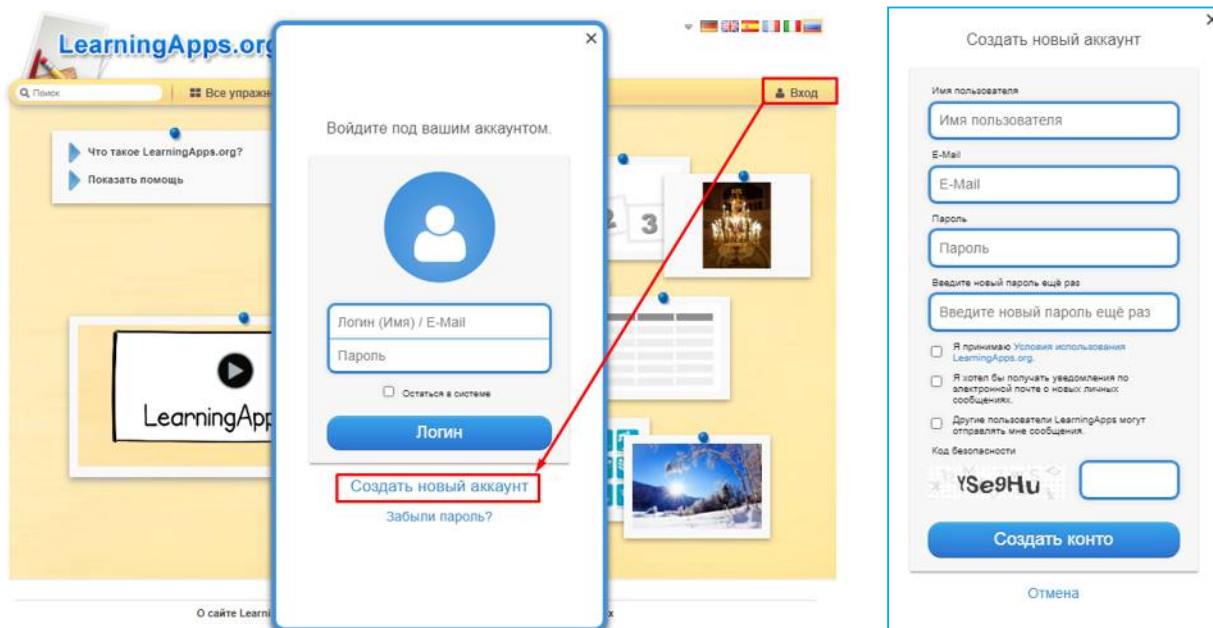 LearningApps.org
Поиск
Все упражн
Вход
Что такое LearningApps.org?
Показать помощь
LearningApp
2
3
О сайте Learni
х
Войдите под вашим аккаунтом.
Логин (Имя) / E-Mail
Пароль
Остаться в системе
Логин
Создать новый аккаунт
Забыли пароль?
Создать новый аккаунт
Имя пользователя
Имя пользователя
E-Mail
E-Mail
Пароль
Пароль
Введите новый пароль ещё раз
Введите новый пароль ещё раз
Я принимаю Условия использования
LearningApps.org.
Я хотел бы получать уведомления по
электронной почте о новых личных
сообщениях.
Другие пользователи LearningApps могут
отправлять мне сообщения.
Код безопасности
YSe9Hu
Создать конто
Отмена